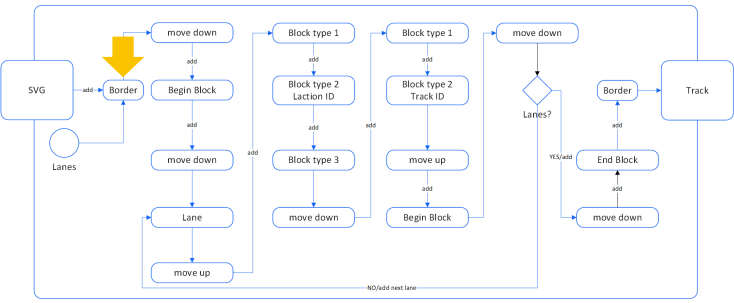 SVG
add
Border
Lanes
move down
add
Begin Block
add
move down
Lane
move up
add
Block type 1
add
Block type 2
Laction ID
add
Block type 3
move down
add
Block type 1
add
Block type 2
Track ID
move up
add
Begin Block
move down
Lanes?
YES/add
NO/add next lane
Border
add
End Block
add
move down
Track